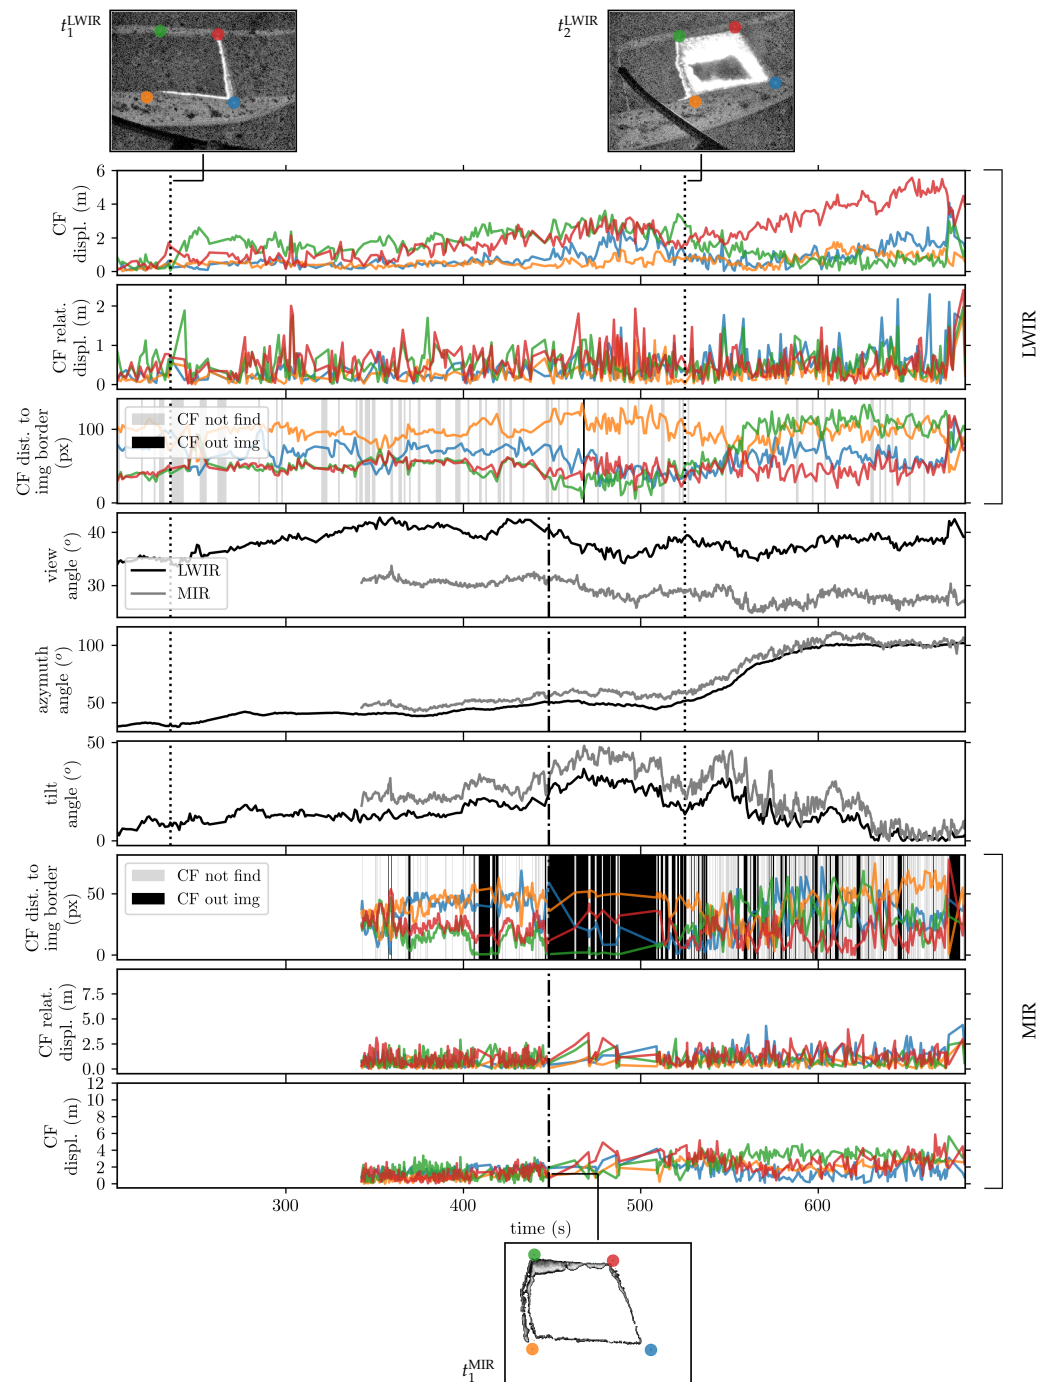 t₁^LWIR
t₂^LWIR
CF
displ. (m)
6
4
2
0
CF relat.
displ. (m)
2
1
0
LWIR
CF dist. to
img border
(px)
100
50
0
CF not find
CF out img
view
angle (°)
40
30
LWIR
MIR
azymuth
angle (°)
100
50
tilt
angle (°)
50
0
CF dist. to
img border
(px)
50
0
CF not find
CF out img
CF relat.
displ. (m)
7.5
5.0
2.5
0.0
MIR
CF
displ. (m)
12
10
8
6
4
2
0
300 400 500 600
time (s)
t₁^MIR